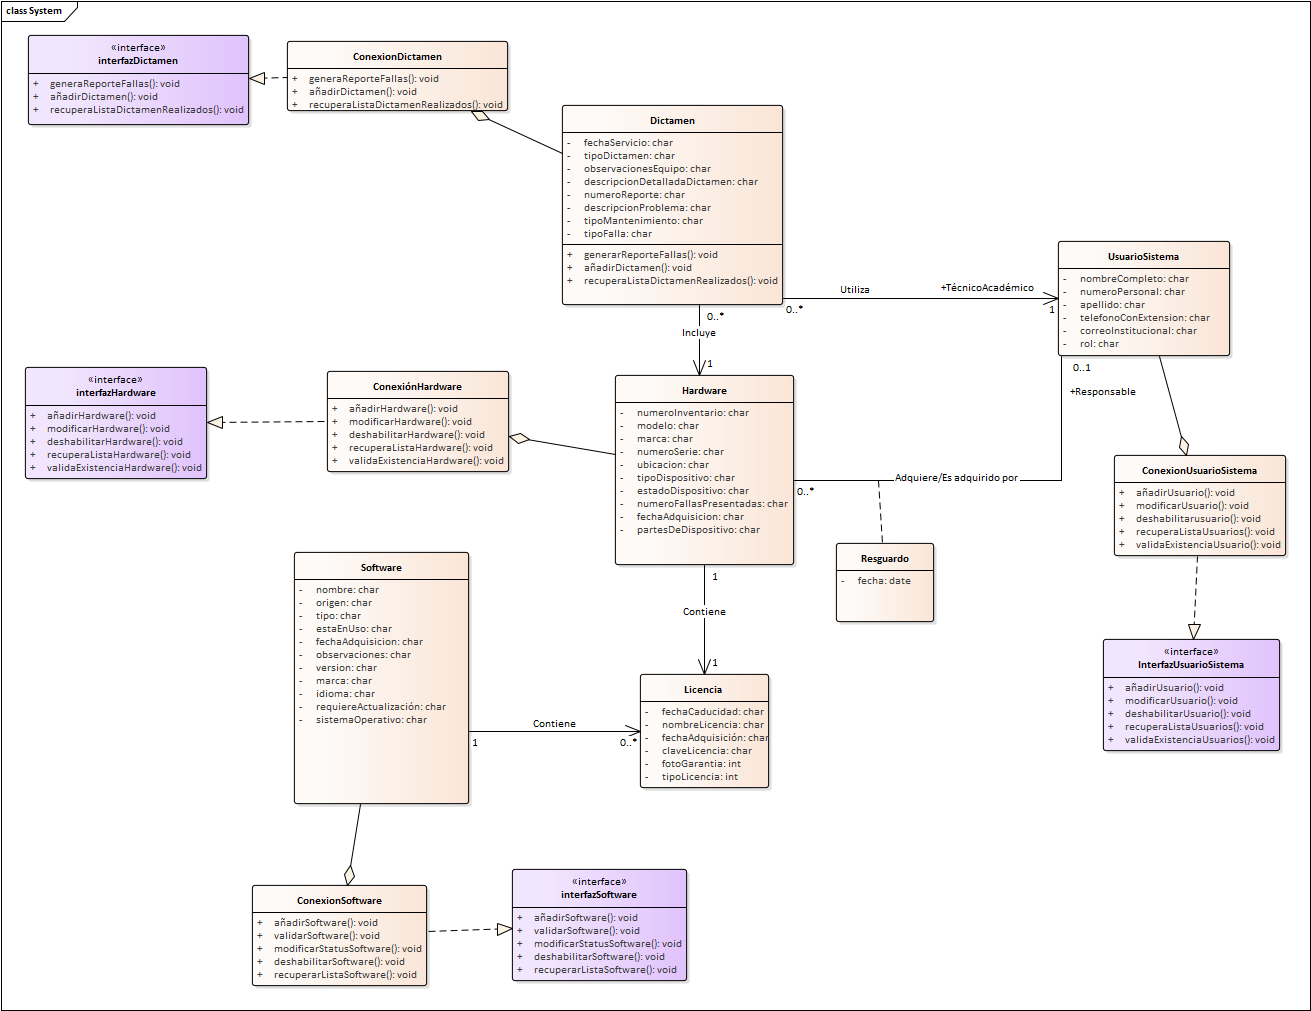 class System
«interface»
interfazDictamen
+ generaReporteFallas(): void
+ añadirDictamen(): void
+ recuperaListaDictamenRealizados(): void
ConexionDictamen
+ generaReporteFallas(): void
+ añadirDictamen(): void
+ recuperaListaDictamenRealizados(): void
Dictamen
- fechaServicio: char
- tipoDictamen: char
- observacionesEquipo: char
- descripcionDetalladaDictamen: char
- numeroReporte: char
- descripcionProblema: char
- tipoMantenimiento: char
- tipoFalla: char
+ generarReporteFallas(): void
+ añadirDictamen(): void
+ recuperaListaDictamenRealizados(): void
Utiliza
+TécnicoAcadémico
0..*
1
UsuarioSistema
- nombreCompleto: char
- numeroPersonal: char
- apellido: char
- telefonoConExtension: char
- correoInstitucional: char
- rol: char
0..*
Incluye
1
0..1
+Responsable
«interface»
interfazHardware
+ añadirHardware(): void
+ modificarHardware(): void
+ deshabilitarHardware(): void
+ recuperaListaHardware(): void
+ validaExistenciaHardware(): void
ConexiónHardware
+ añadirHardware(): void
+ modificarHardware(): void
+ deshabilitarHardware(): void
+ recuperaListaHardware(): void
+ validaExistenciaHardware(): void
Hardware
- numeroInventario: char
- modelo: char
- marca: char
- numeroSerie: char
- ubicacion: char
- tipoDispositivo: char
- estadoDispositivo: char
- numeroFallasPresentadas: char
- fechaAdquisicion: char
- partesDeDispositivo: char
0..*
Adquiere/Es adquirido por
ConexionUsuarioSistema
+ añadirUsuario(): void
+ modificarUsuario(): void
+ deshabilitarusuario(): void
+ recuperaListaUsuarios(): void
+ validaExistenciaUsuario(): void
Resguardo
- fecha: date
Software
- nombre: char
- origen: char
- tipo: char
- estaEnUso: char
- fechaAdquisicion: char
- observaciones: char
- version: char
- marca: char
- idioma: char
- requiereActualización: char
- sistemaOperativo: char
1
Contiene
1
Licencia
- fechaCaducidad: char
- nombreLicencia: char
- fechaAdquisición: char
- claveLicencia: char
- fotoGarantia: int
- tipoLicencia: int
Contiene
1
0..*
«interface»
InterfazUsuarioSistema
+ añadirUsuario(): void
+ modificarUsuario(): void
+ deshabilitarUsuario(): void
+ recuperaListaUsuarios(): void
+ validaExistenciaUsuarios(): void
ConexionSoftware
+ añadirSoftware(): void
+ validarSoftware(): void
+ modificarStatusSoftware(): void
+ deshabilitarSoftware(): void
+ recuperarListaSoftware(): void
«interface»
interfazSoftware
+ añadirSoftware(): void
+ validarSoftware(): void
+ modificarStatusSoftware(): void
+ deshabilitarSoftware(): void
+ recuperarListaSoftware(): void